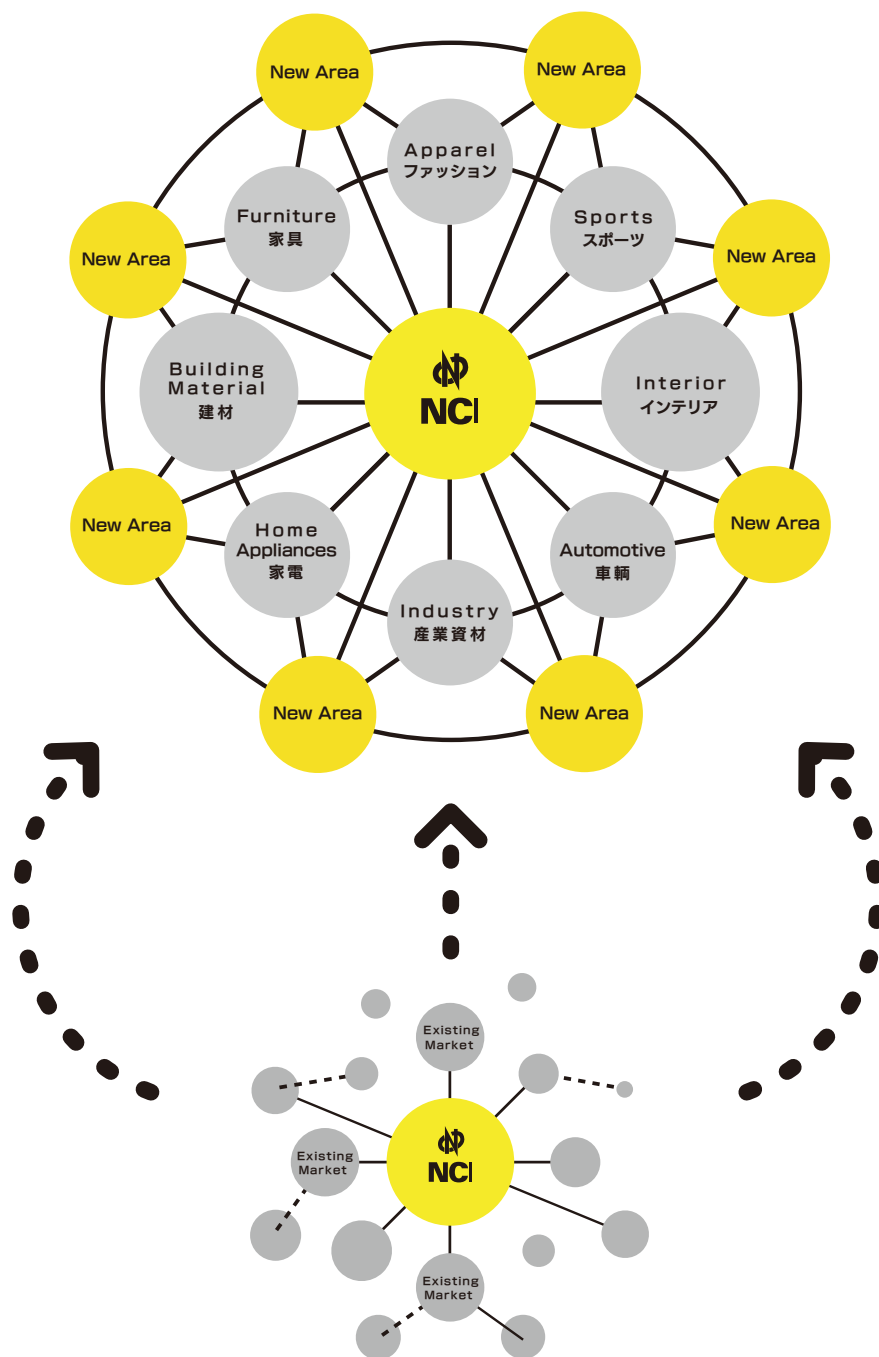 New Area
New Area
Apparel
ファッション
Furniture
家具
Sports
スポーツ
New Area
New Area
Building
Material
建材
NCI
Interior
インテリア
New Area
New Area
Home
Appliances
家電
Automotive
車輌
Industry
産業資材
New Area
New Area
Existing
Market
Existing
Market
NCI
Existing
Market